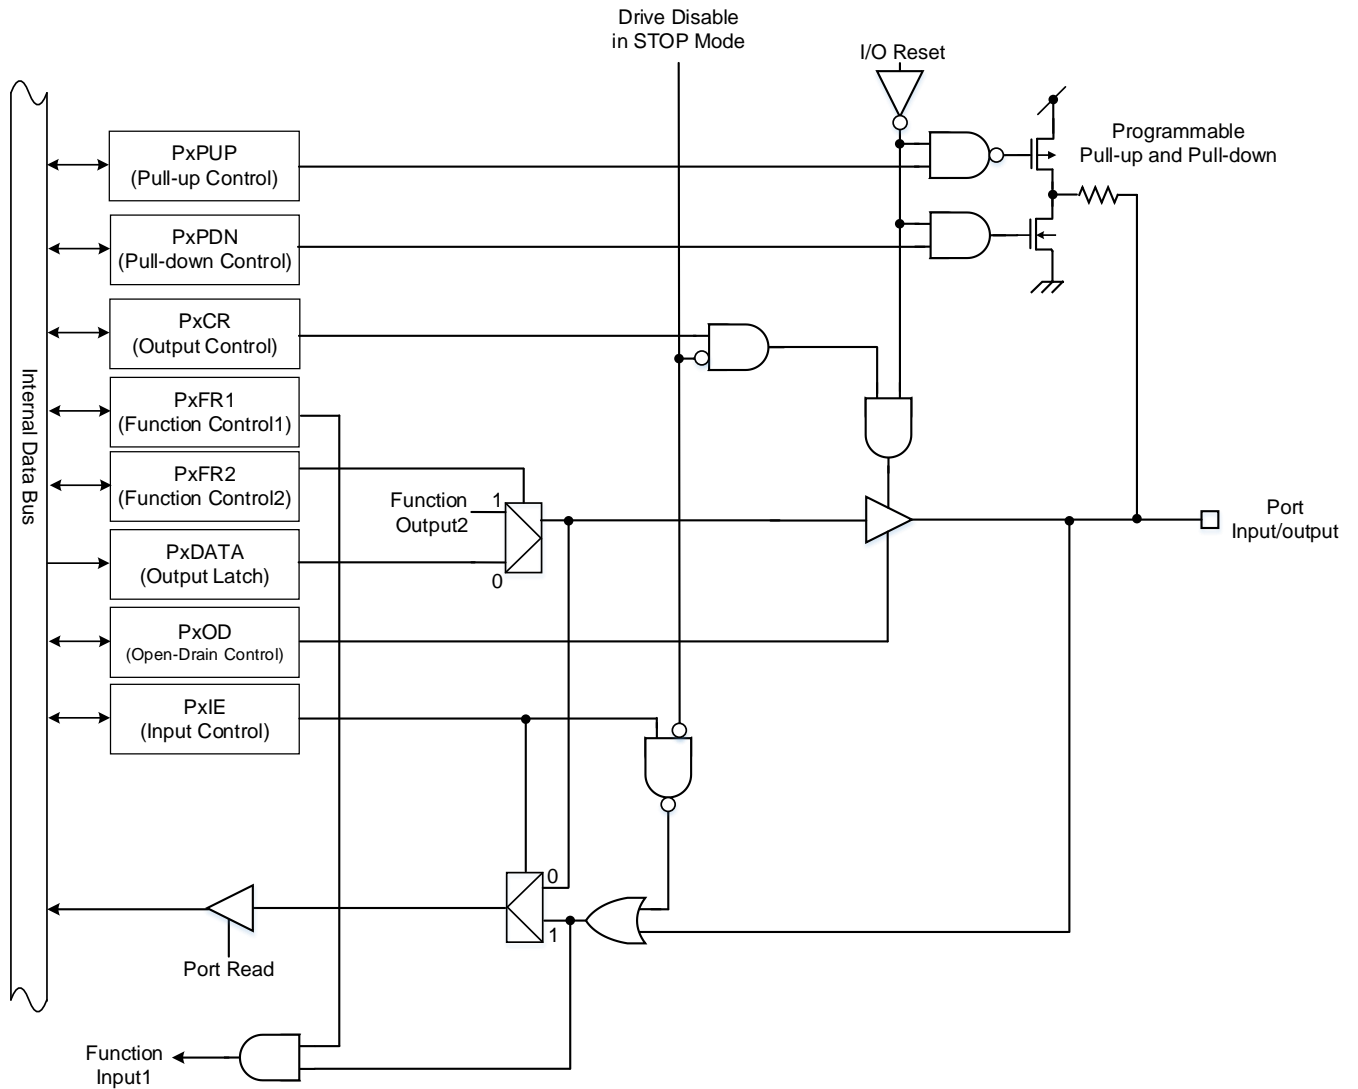 Drive Disable
in STOP Mode
I/O Reset
Programmable
Pull-up and Pull-down
PxPUP
(Pull-up Control)
PxPDN
(Pull-down Control)
PxCR
(Output Control)
Internal Data Bus
PxFR1
(Function Control1)
PxFR2
(Function Control2)
Function
Output2
1
0
Port
Input/output
PxDATA
(Output Latch)
PxOD
(Open-Drain Control)
PxIE
(Input Control)
0
1
Port Read
Function
Input1